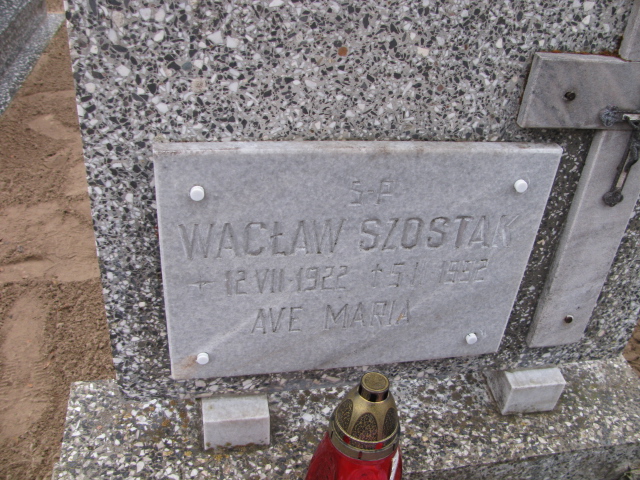 Ś.P.
WACŁAW SZOSTAK
+ 12 VII 1922 + 5 I 1992
AVE MARIA